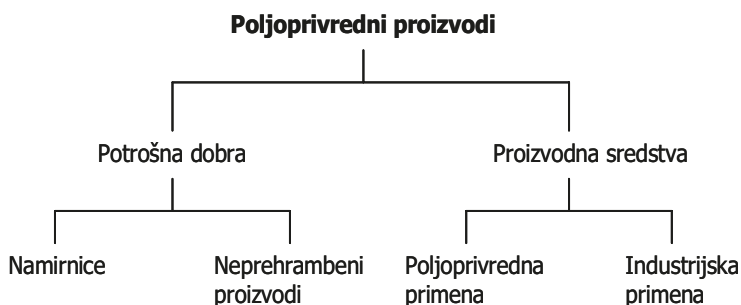 Poljoprivredni proizvodi
Potrošna dobra
Proizvodna sredstva
Namirnice
Neprehrambeni
proizvodi
Poljoprivredna
primena
Industrijska
primena